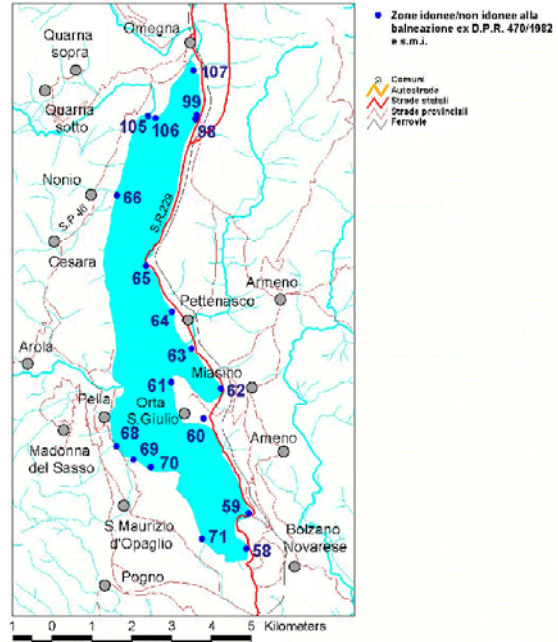 Omegna
Quarna
sopra
107
Quarna
sotto
99
105
106
98
Nonio
66
S.P.46
S.R.229
Cesara
65
Armeno
Pettenasco
64
63
Arola
61
Miasino
62
Pella
Orta
S.Giulio
60
68
Ameno
Madonna
del Sasso
69
70
59
S.Maurizio
d'Opaglio
71
58
Bolzano
Novarese
Pogno
1 0 1 2 3 4 5 Kilometers
Zone idonee/non idonee alla
balneazione ex D.P.R. 470/1982
e s.m.i.
Comuni
Autostrade
Strade statali
Strade provinciali
Ferrovie